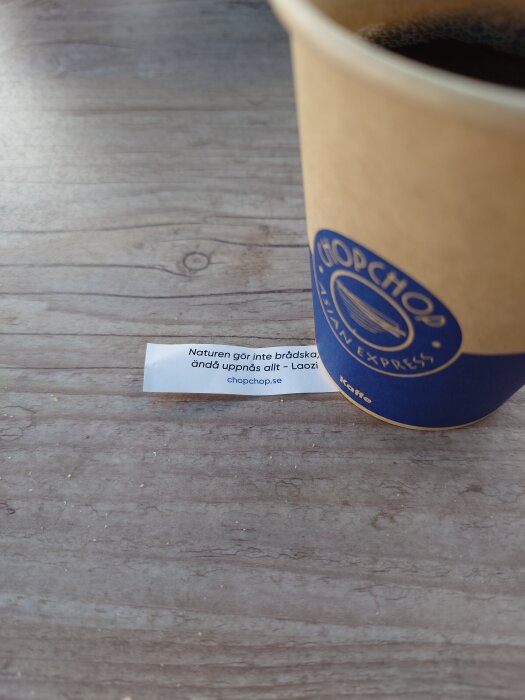 CHOPCHOP
• ASIAN EXPRESS •
Kaffe
Naturen gör inte brådska,
ändå uppnås allt - Laozi
chopchop.se